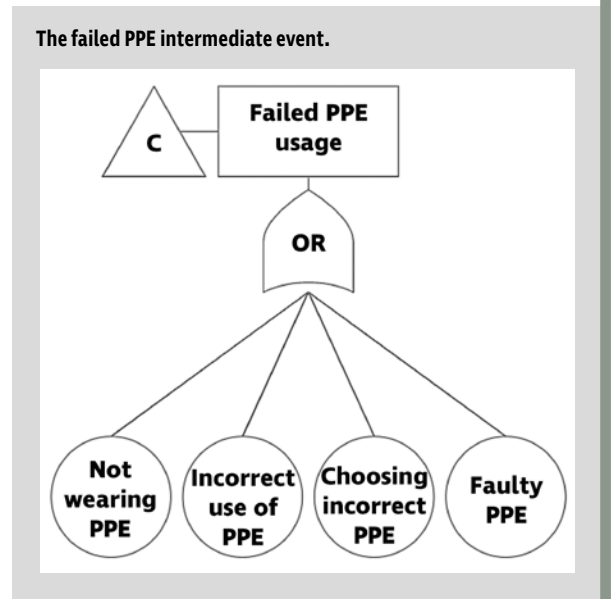 The failed PPE intermediate event.
C
Failed PPE
usage
OR
Not
wearing
PPE
Incorrect
use of
PPE
Choosing
incorrect
PPE
Faulty
PPE